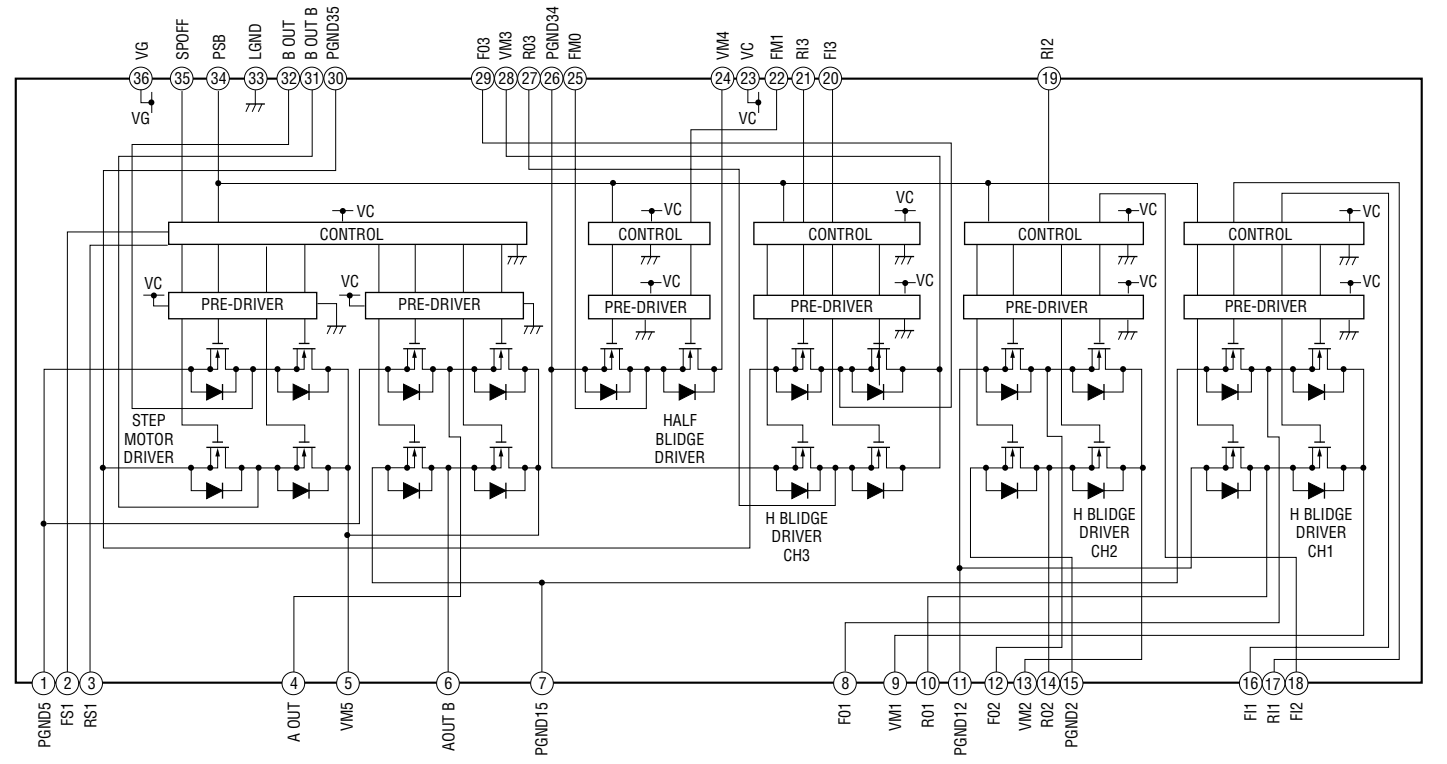 VG
SPOFF
PSB
LGND
B OUT
B OUT B
PGND35
F03
VM3
R03
PGND34
FM0
VM4
VC
FM1
RI3
FI3
RI2
36
35
34
33
32
31
30
29
28
27
26
25
24
23
22
21
20
19
VG
VC
VC
VC
VC
VC
VC
CONTROL
CONTROL
CONTROL
CONTROL
CONTROL
VC
VC
VC
VC
VC
VC
PRE-DRIVER
PRE-DRIVER
PRE-DRIVER
PRE-DRIVER
PRE-DRIVER
PRE-DRIVER
STEP
MOTOR
DRIVER
HALF
BLIDGE
DRIVER
H BLIDGE
DRIVER
CH3
H BLIDGE
DRIVER
CH2
H BLIDGE
DRIVER
CH1
1
2
3
4
5
6
7
8
9
10
11
12
13
14
15
16
17
18
PGND5
FS1
RS1
A OUT
VM5
AOUT B
PGND15
F01
VM1
R01
PGND12
F02
VM2
R02
PGND2
FI1
RI1
FI2